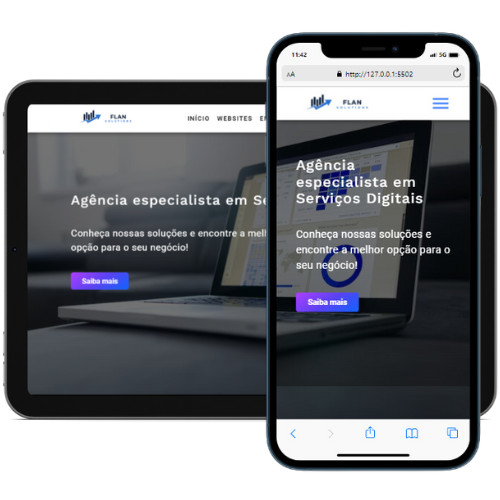 FLAN
SOLUTIONS
INÍCIO WEBSITES
Agência especialista em Se
Conheça nossas soluções e encontre a melh
opção para o seu negócio!
Saiba mais
11:42
5G
AA http://127.0.0.1:5502
FLAN
SOLUTIONS
Agência
especialista em
Serviços Digitais
Conheça nossas soluções e
encontre a melhor opção para o
seu negócio!
Saiba mais